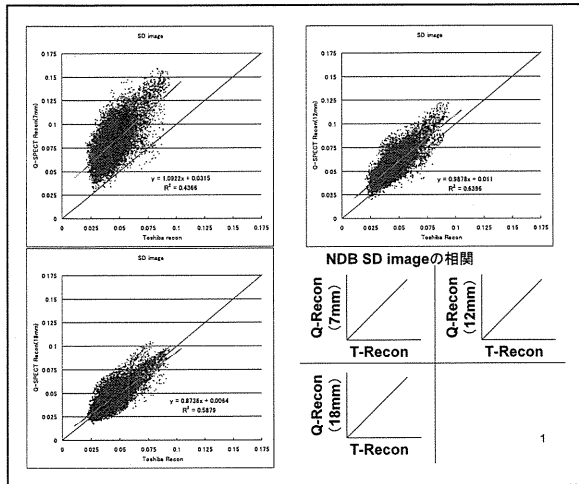 SD image
0.175
0.15
0.125
0.1
0.075
0.05
0.025
0
Q-SPECT Recon(7mm)
y = 1.0922x + 0.0315
R² = 0.4366
0 0.025 0.05 0.075 0.1 0.125 0.15 0.175
Toshiba Recon
SD image
0.175
0.15
0.125
0.1
0.075
0.05
0.025
0
Q-SPECT Recon(12mm)
y = 0.9878x + 0.011
R² = 0.6396
0 0.025 0.05 0.075 0.1 0.125 0.15 0.175
Toshiba Recon
SD image
0.175
0.15
0.125
0.1
0.075
0.05
0.025
0
Q-SPECT Recon(18mm)
y = 0.8736x + 0.0064
R² = 0.5879
0 0.025 0.05 0.075 0.1 0.125 0.15 0.175
Toshiba Recon
NDB SD imageの相関
Q-Recon
(7mm)
T-Recon
Q-Recon
(12mm)
T-Recon
Q-Recon
(18mm)
T-Recon
1